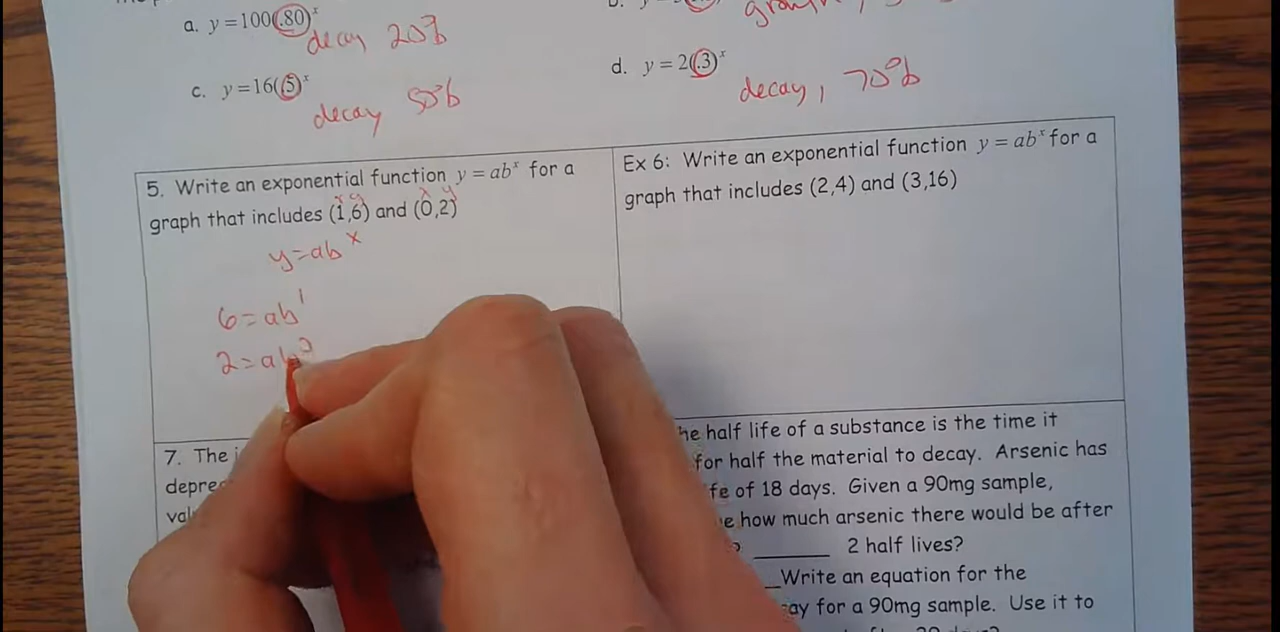 a. y = 100(.80)^x
decay 20%
b. y
growth,
c. y = 16(.5)^x
decay 50%
d. y = 2(.3)^x
decay, 70%
5. Write an exponential function y = ab^x for a
graph that includes (1,6) and (0,2)
x y x y
y=ab^x
6=ab^1
2=ab
Ex 6: Write an exponential function y = ab^x for a
graph that includes (2,4) and (3,16)
7. The
half life of a substance is the time it
for half the material to decay. Arsenic has
of 18 days. Given a 90mg sample,
how much arsenic there would be after
? ______ 2 half lives?
Write an equation for the
for a 90mg sample. Use it to